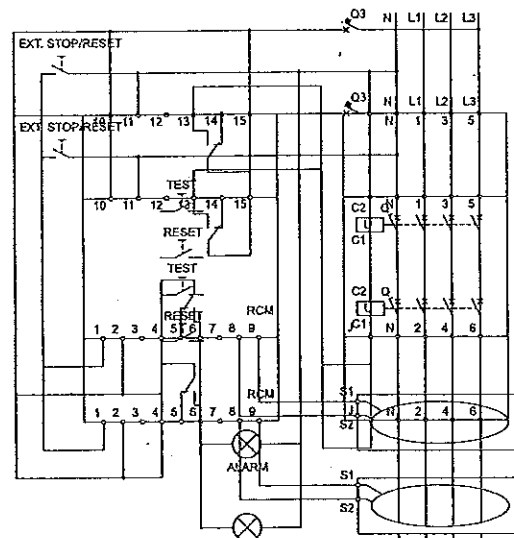 Q3 N L1 L2 L3
EXT. STOP/RESET
Q3 N L1 L2 L3
10 11 12 13 14 15 N 1 3 5
EXT STOP/RESET
TEST
10 11 12 13 14 15 N 1 3 5
C2 Q
U
C1
RESET
TEST
C2 Q
U
C1
RESET RCM
1 2 3 4 5 6 7 8 9 N 2 4 6
RCM S1
1 2 3 4 5 6 7 8 9 N 2 4 6
S2
ALARM
S1
S2